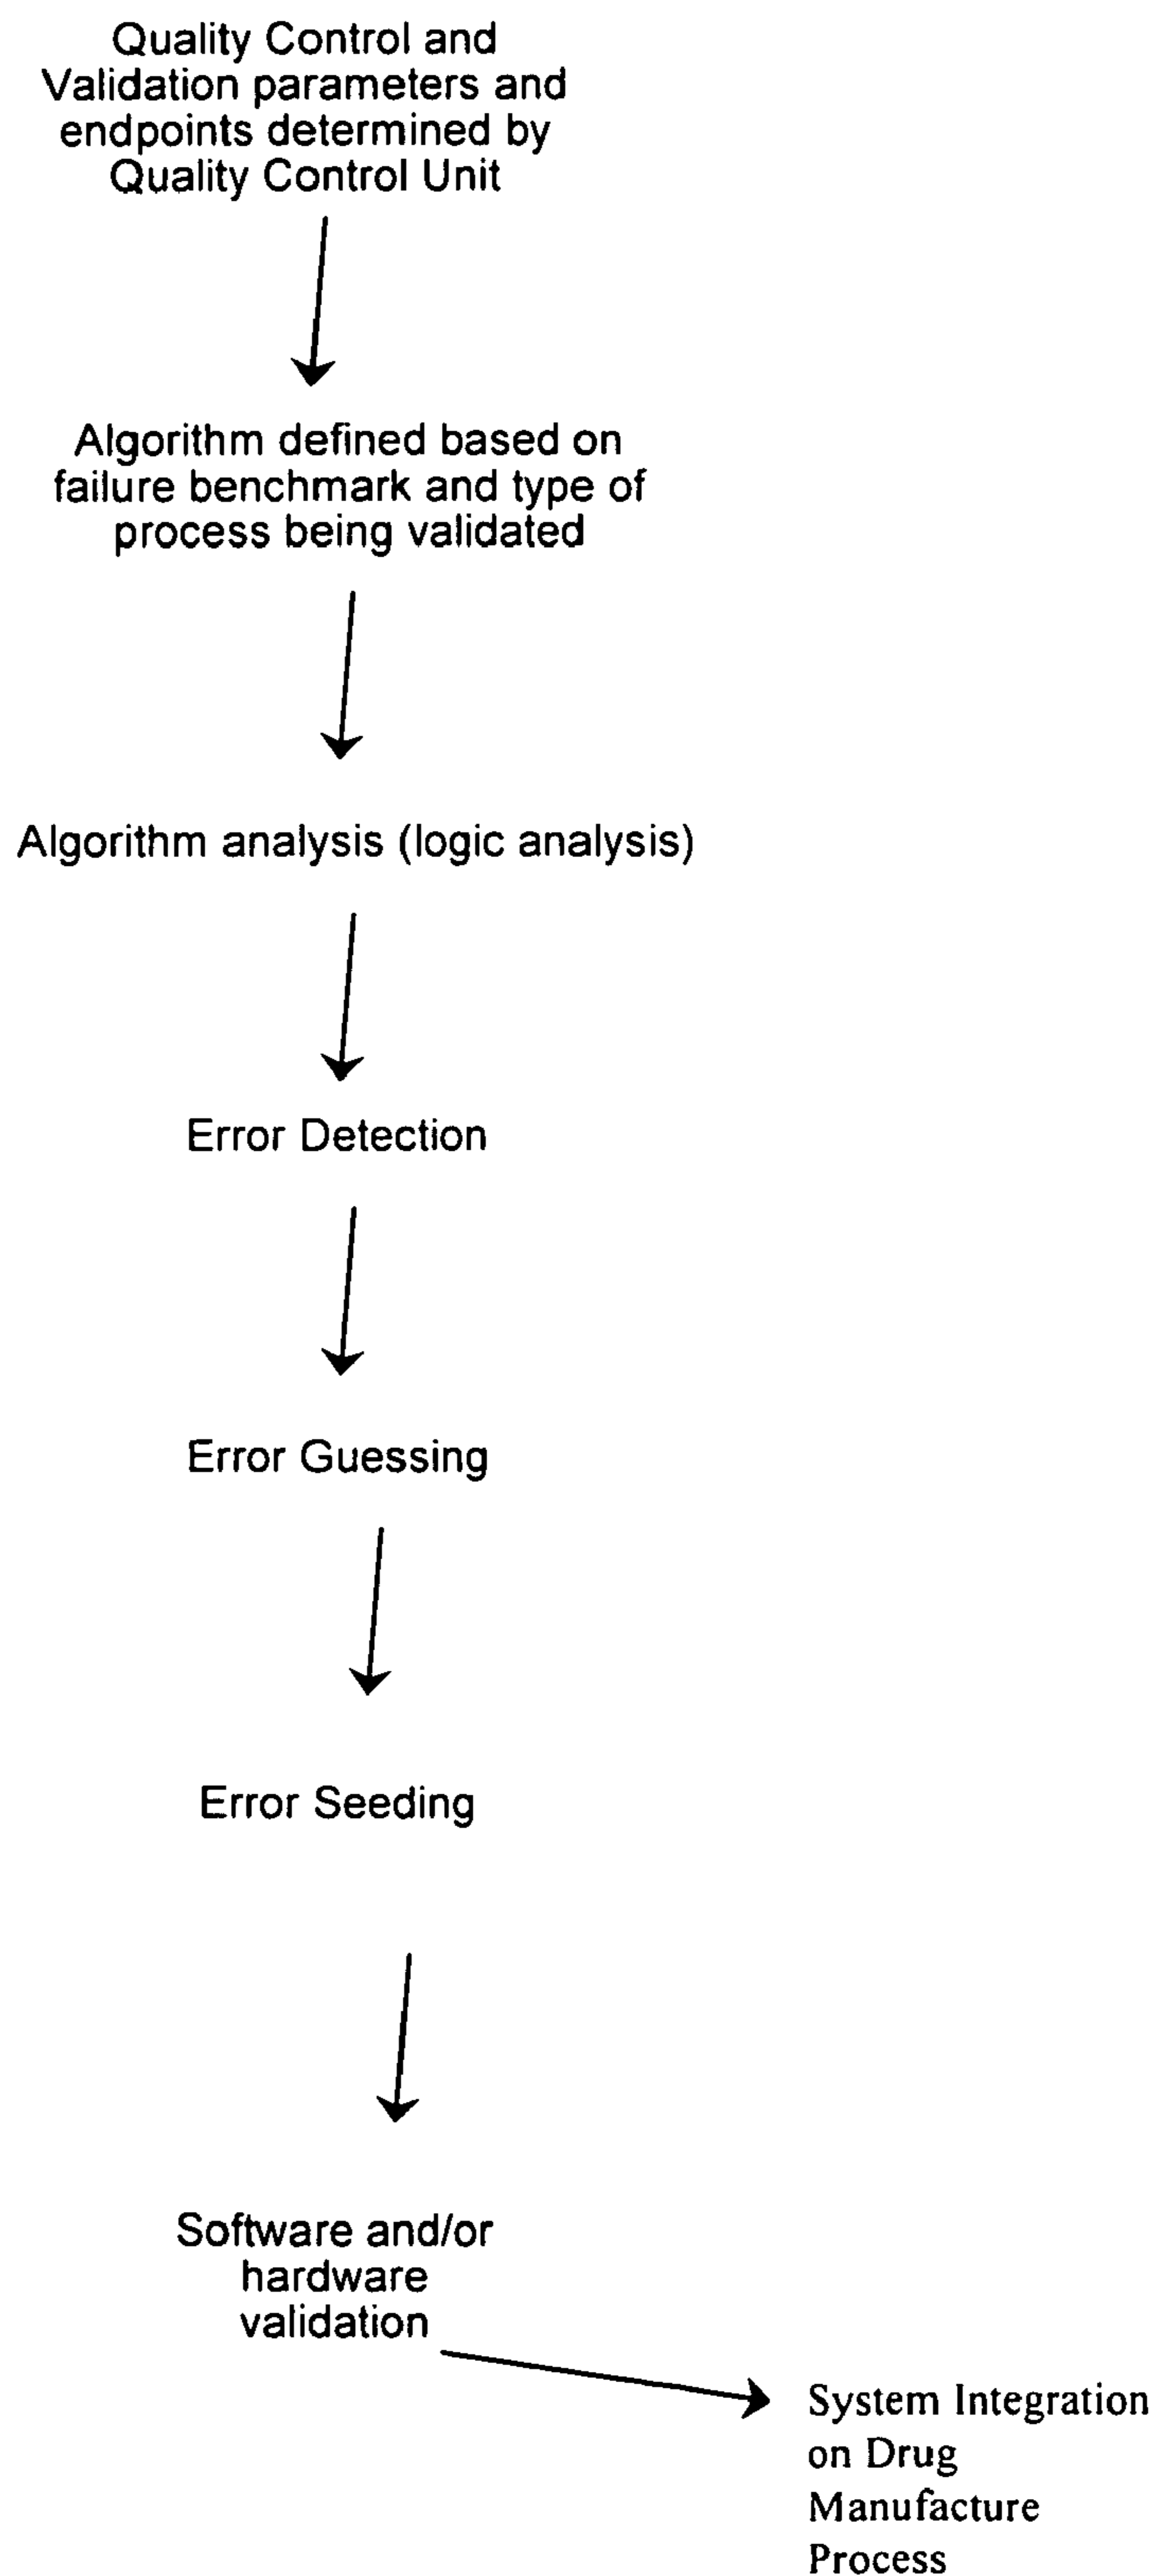 Quality Control and
Validation parameters and
endpoints determined by
Quality Control Unit
Algorithm defined based on
failure benchmark and type of
process being validated
Algorithm analysis (logic analysis)
Error Detection
Error Guessing
Error Seeding
Software and/or
hardware
validation
System Integration
on Drug
Manufacture
Process